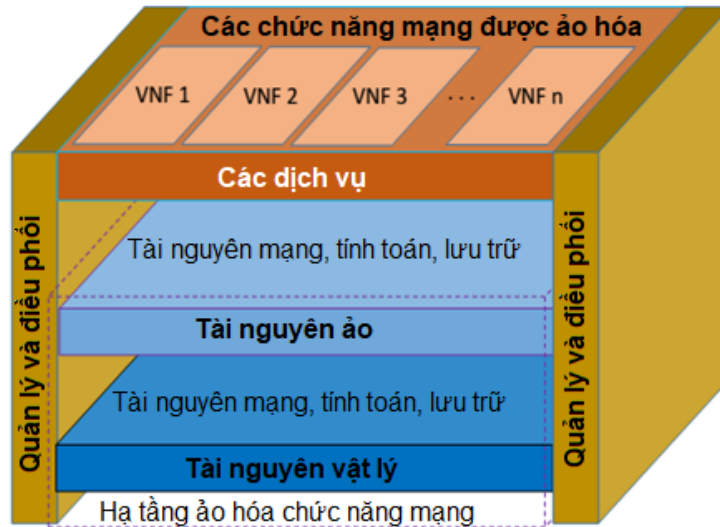 Các chức năng mạng được ảo hóa
VNF 1
VNF 2
VNF 3
...
VNF n
Các dịch vụ
Tài nguyên mạng, tính toán, lưu trữ
Tài nguyên ảo
Tài nguyên mạng, tính toán, lưu trữ
Tài nguyên vật lý
Hạ tầng ảo hóa chức năng mạng
Quản lý và điều phối
Quản lý và điều phối